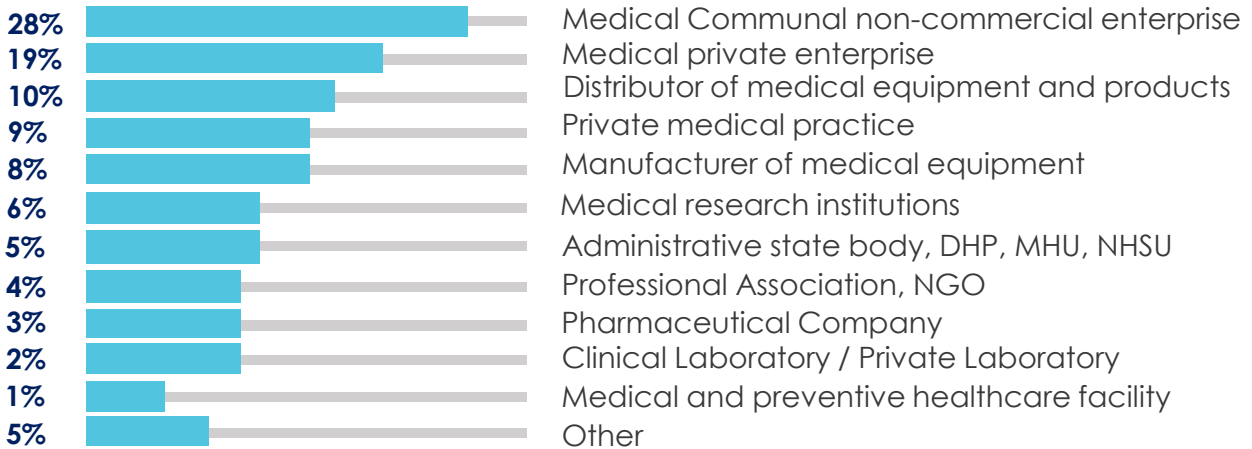 28% Medical Communal non-commercial enterprise
19% Medical private enterprise
10% Distributor of medical equipment and products
9% Private medical practice
8% Manufacturer of medical equipment
6% Medical research institutions
5% Administrative state body, DHP, MHU, NHSU
4% Professional Association, NGO
3% Pharmaceutical Company
2% Clinical Laboratory / Private Laboratory
1% Medical and preventive healthcare facility
5% Other